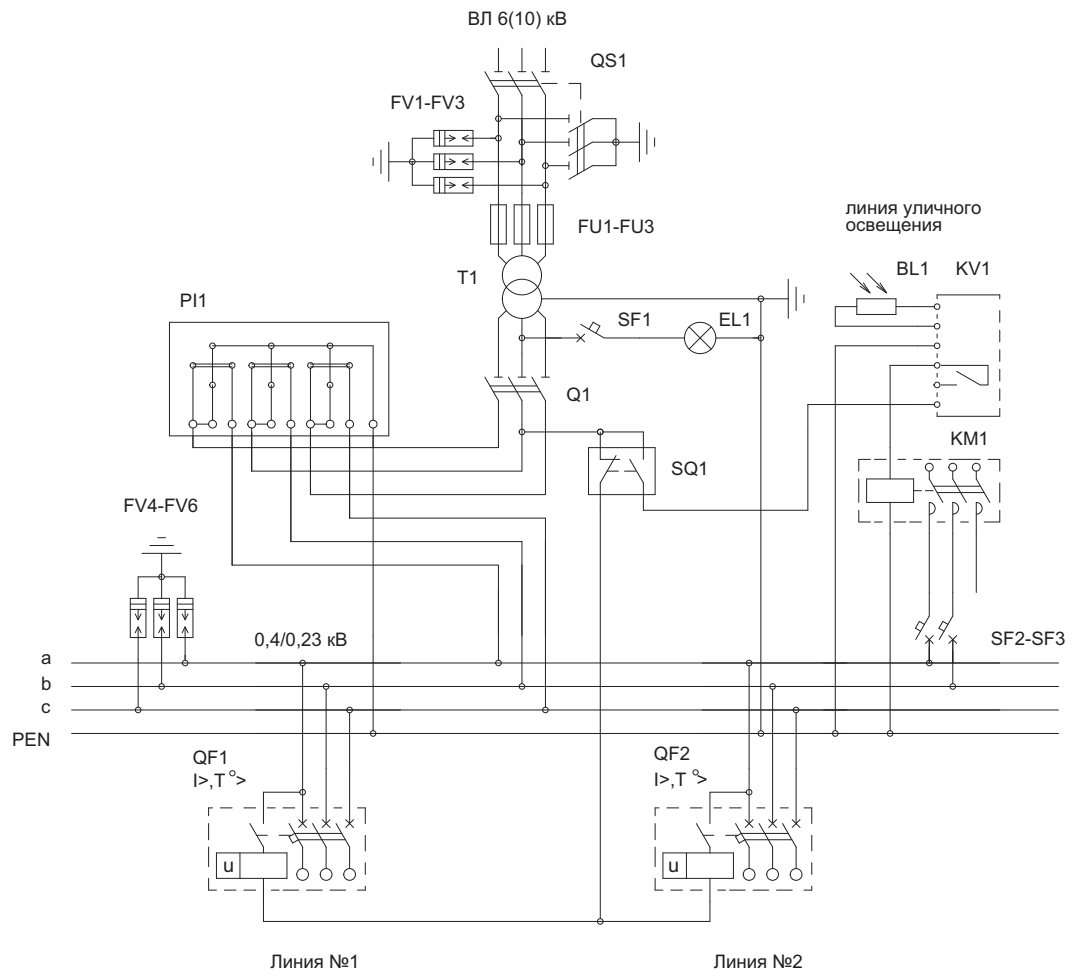 ВЛ 6(10) кВ
QS1
FV1-FV3
FU1-FU3
линия уличного
освещения
T1
BL1
KV1
PI1
SF1
EL1
Q1
KM1
SQ1
FV4-FV6
0,4/0,23 кВ
SF2-SF3
a
b
c
PEN
QF1
I>,T°>
QF2
I>,T°>
u
u
Линия №1
Линия №2